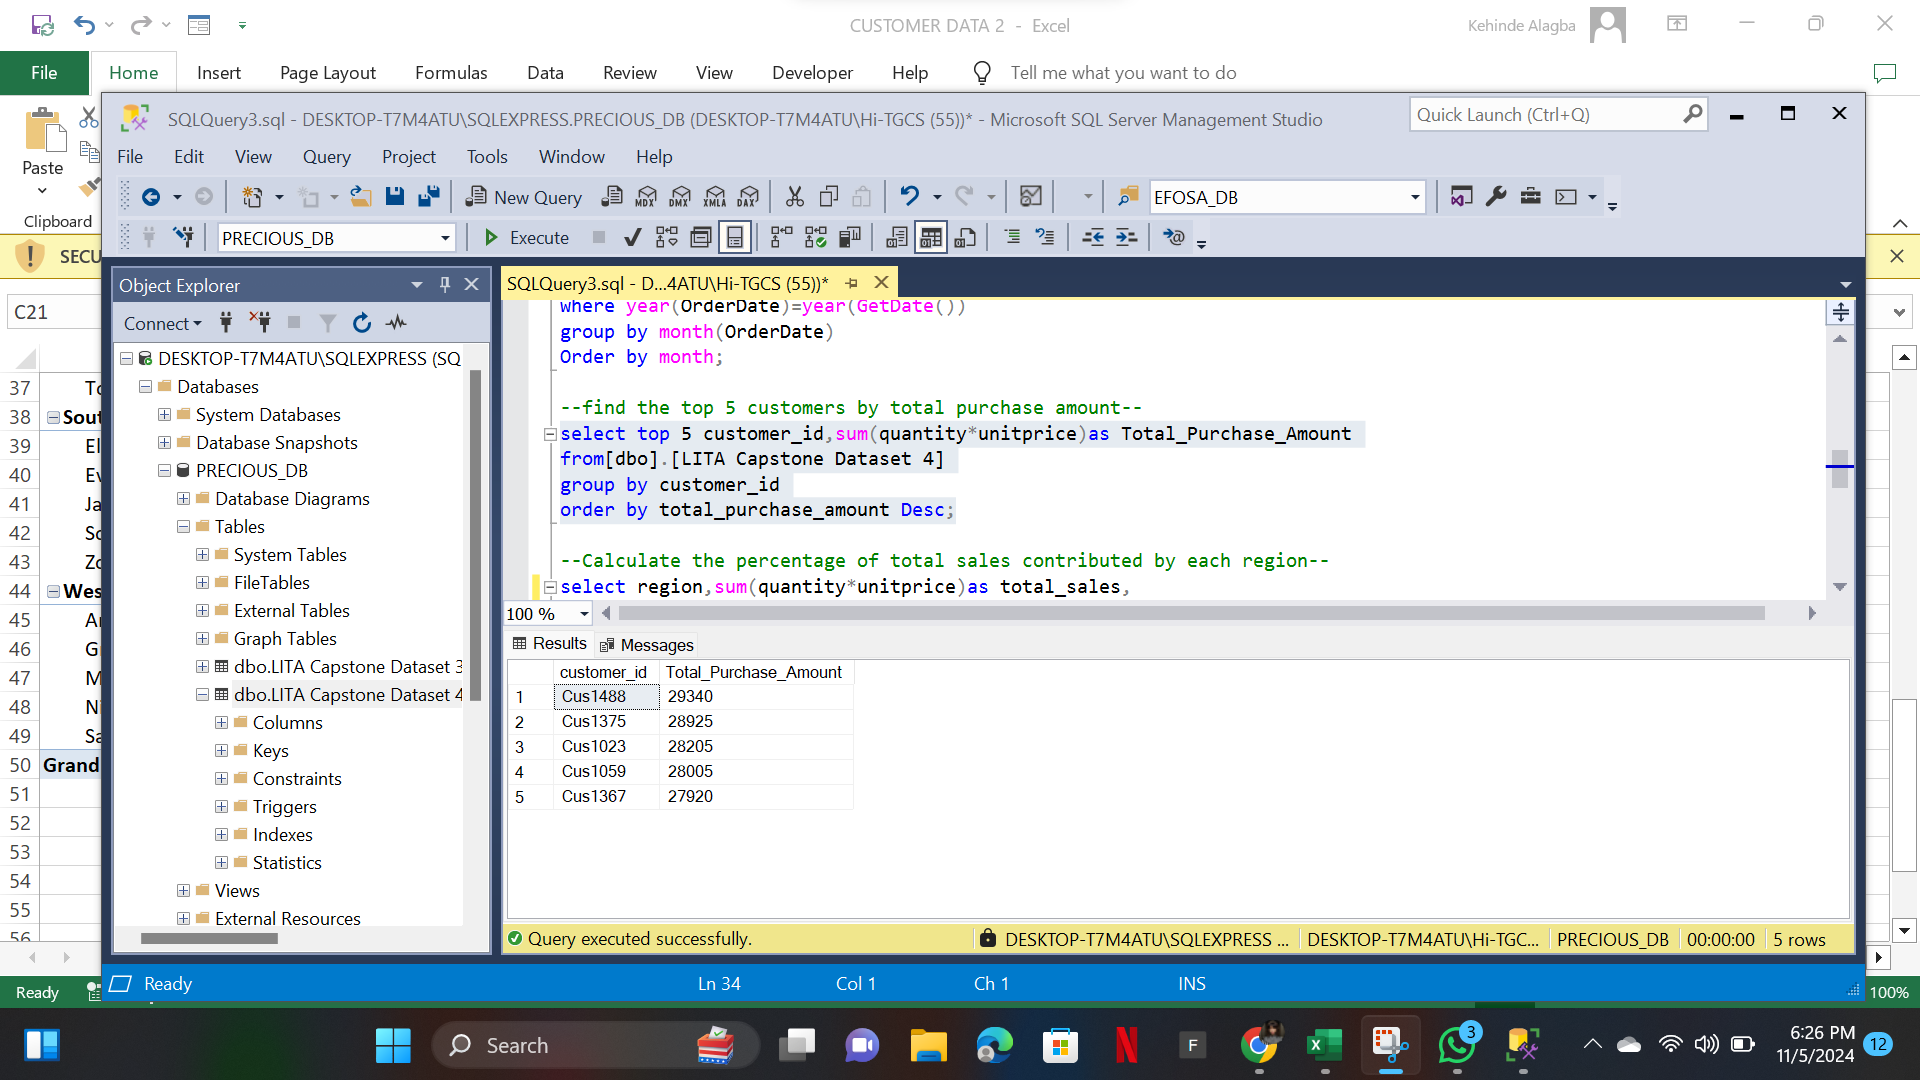 CUSTOMER DATA 2 - Excel
Kehinde Alagba
File Home Insert Page Layout Formulas Data Review View Developer Help Tell me what you want to do
Paste
Clipboard
SECU
C21
37
38 Sout
39 El
40
41 Ja
42
43
44 Wes
45
46
47 M
48 Ni
49 Sa
50 Grand
51
52
53
54
55
56
Ready
100%
SQLQuery3.sql - DESKTOP-T7M4ATU\SQLEXPRESS.PRECIOUS_DB (DESKTOP-T7M4ATU\Hi-TGCS (55))* - Microsoft SQL Server Management Studio
Quick Launch (Ctrl+Q)
File Edit View Query Project Tools Window Help
New Query
MDX DMX XMLA DAX
EFOSA_DB
PRECIOUS_DB
Execute
Object Explorer
Connect
DESKTOP-T7M4ATU\SQLEXPRESS (SQ
Databases
System Databases
Database Snapshots
PRECIOUS_DB
Database Diagrams
Tables
System Tables
FileTables
External Tables
Graph Tables
dbo.LITA Capstone Dataset 3
dbo.LITA Capstone Dataset 4
Columns
Keys
Constraints
Triggers
Indexes
Statistics
Views
External Resources
SQLQuery3.sql - D...4ATU\Hi-TGCS (55))*
where year(OrderDate)=year(GetDate())
group by month(OrderDate)
Order by month;
--find the top 5 customers by total purchase amount--
select top 5 customer_id,sum(quantity*unitprice)as Total_Purchase_Amount
from[dbo].[LITA Capstone Dataset 4]
group by customer_id
order by total_purchase_amount Desc;
--Calculate the percentage of total sales contributed by each region--
select region,sum(quantity*unitprice)as total_sales,
100 %
Results Messages
customer_id Total_Purchase_Amount
1 Cus1488 29340
2 Cus1375 28925
3 Cus1023 28205
4 Cus1059 28005
5 Cus1367 27920
Query executed successfully.
DESKTOP-T7M4ATU\SQLEXPRESS ... DESKTOP-T7M4ATU\Hi-TGC... PRECIOUS_DB 00:00:00 5 rows
Ready Ln 34 Col 1 Ch 1 INS
Search
N
F
3
6:26 PM
11/5/2024
12